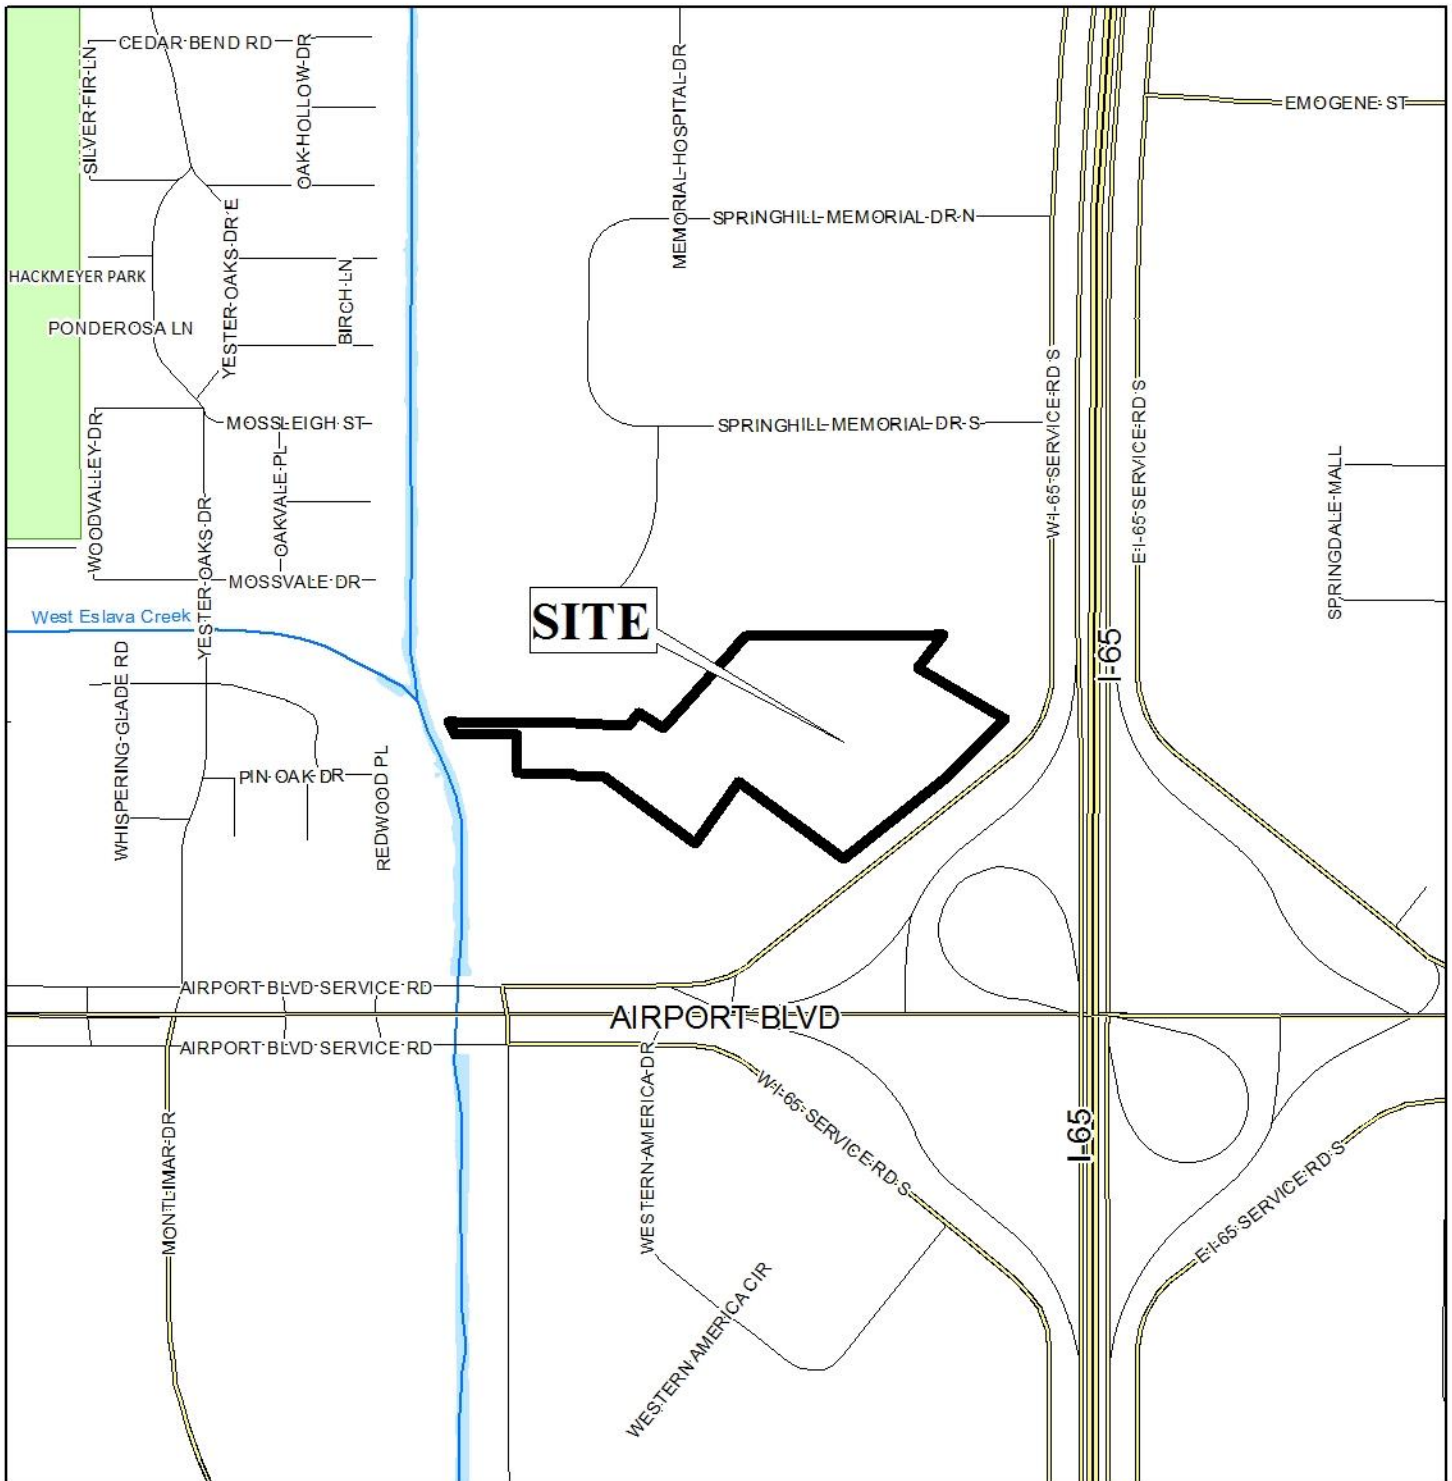 CEDAR BEND RD
SILVER FIR LN
OAK HOLLOW DR
MEMORIAL HOSPITAL DR
EMOGENE ST
SPRINGHILL MEMORIAL DR N
YESTER OAKS DR E
HACKMEYER PARK
BIRCH LN
PONDEROSA LN
W I-65 SERVICE RD S
E I-65 SERVICE RD S
MOSSLEIGH ST
SPRINGHILL MEMORIAL DR S
WOODVALLEY DR
OAKVALE PL
YESTER OAKS DR
SPRINGDALE MALL
MOSSVALE DR
West Eslava Creek
SITE
I-65
WHISPERING GLADE RD
PIN OAK DR
REDWOOD PL
AIRPORT BLVD SERVICE RD
AIRPORT BLVD
AIRPORT BLVD SERVICE RD
WESTERN AMERICA DR
W I-65 SERVICE RD S
I-65
MONTLIMAR DR
E I-65 SERVICE RD S
WESTERN AMERICA CIR